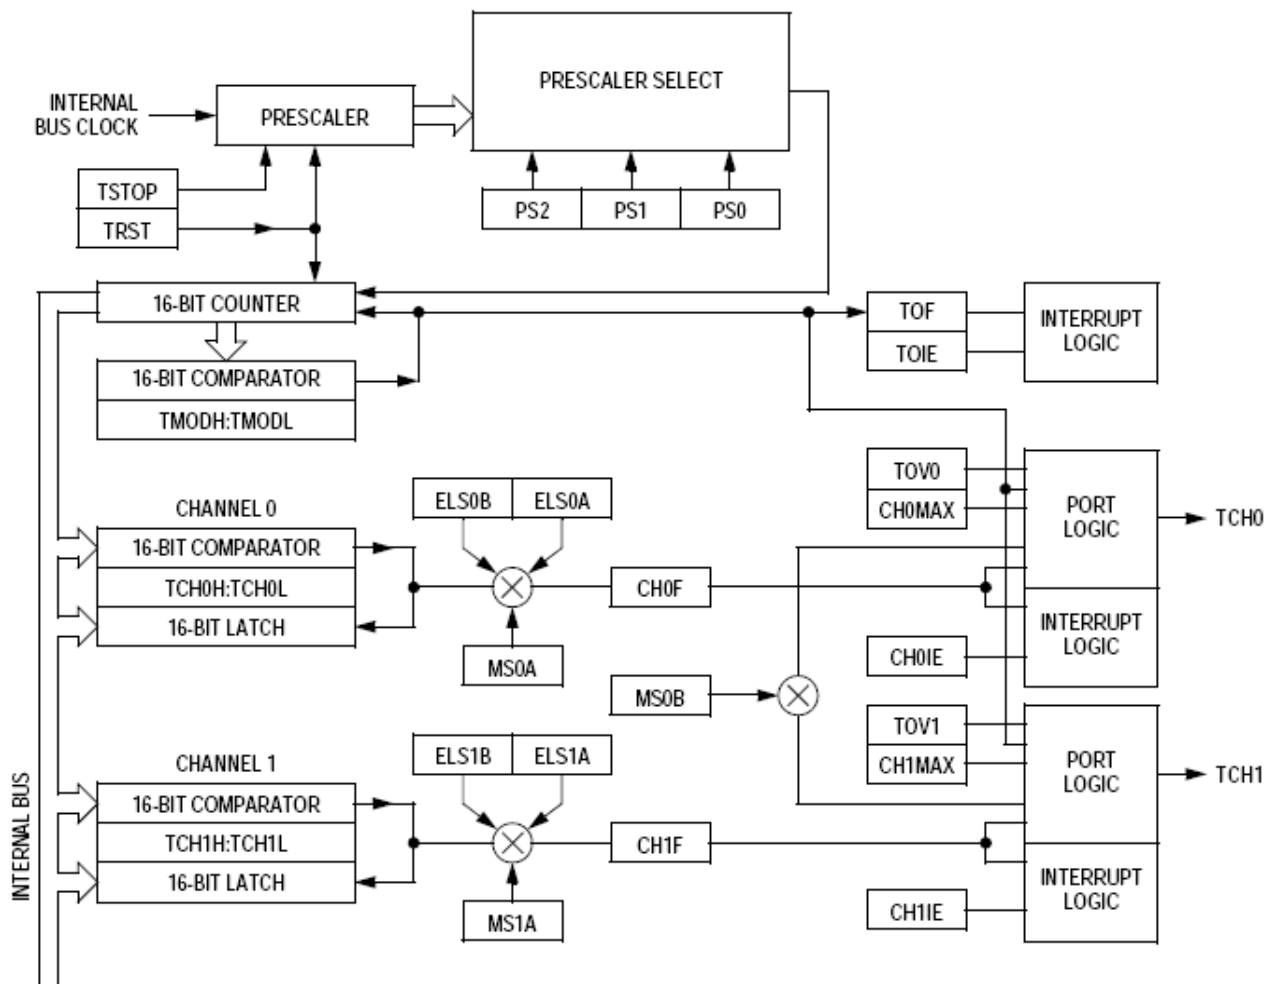 PRESCALER SELECT
INTERNAL
BUS CLOCK
PRESCALER
TSTOP
TRST
PS2
PS1
PS0
16-BIT COUNTER
TOF
TOIE
INTERRUPT
LOGIC
16-BIT COMPARATOR
TMODH:TMODL
CHANNEL 0
ELS0B
ELS0A
TOV0
CH0MAX
PORT
LOGIC
TCH0
16-BIT COMPARATOR
TCH0H:TCH0L
16-BIT LATCH
CH0F
MS0A
INTERRUPT
LOGIC
CH0IE
MS0B
CHANNEL 1
ELS1B
ELS1A
TOV1
CH1MAX
PORT
LOGIC
TCH1
16-BIT COMPARATOR
TCH1H:TCH1L
16-BIT LATCH
CH1F
MS1A
INTERRUPT
LOGIC
CH1IE
INTERNAL BUS